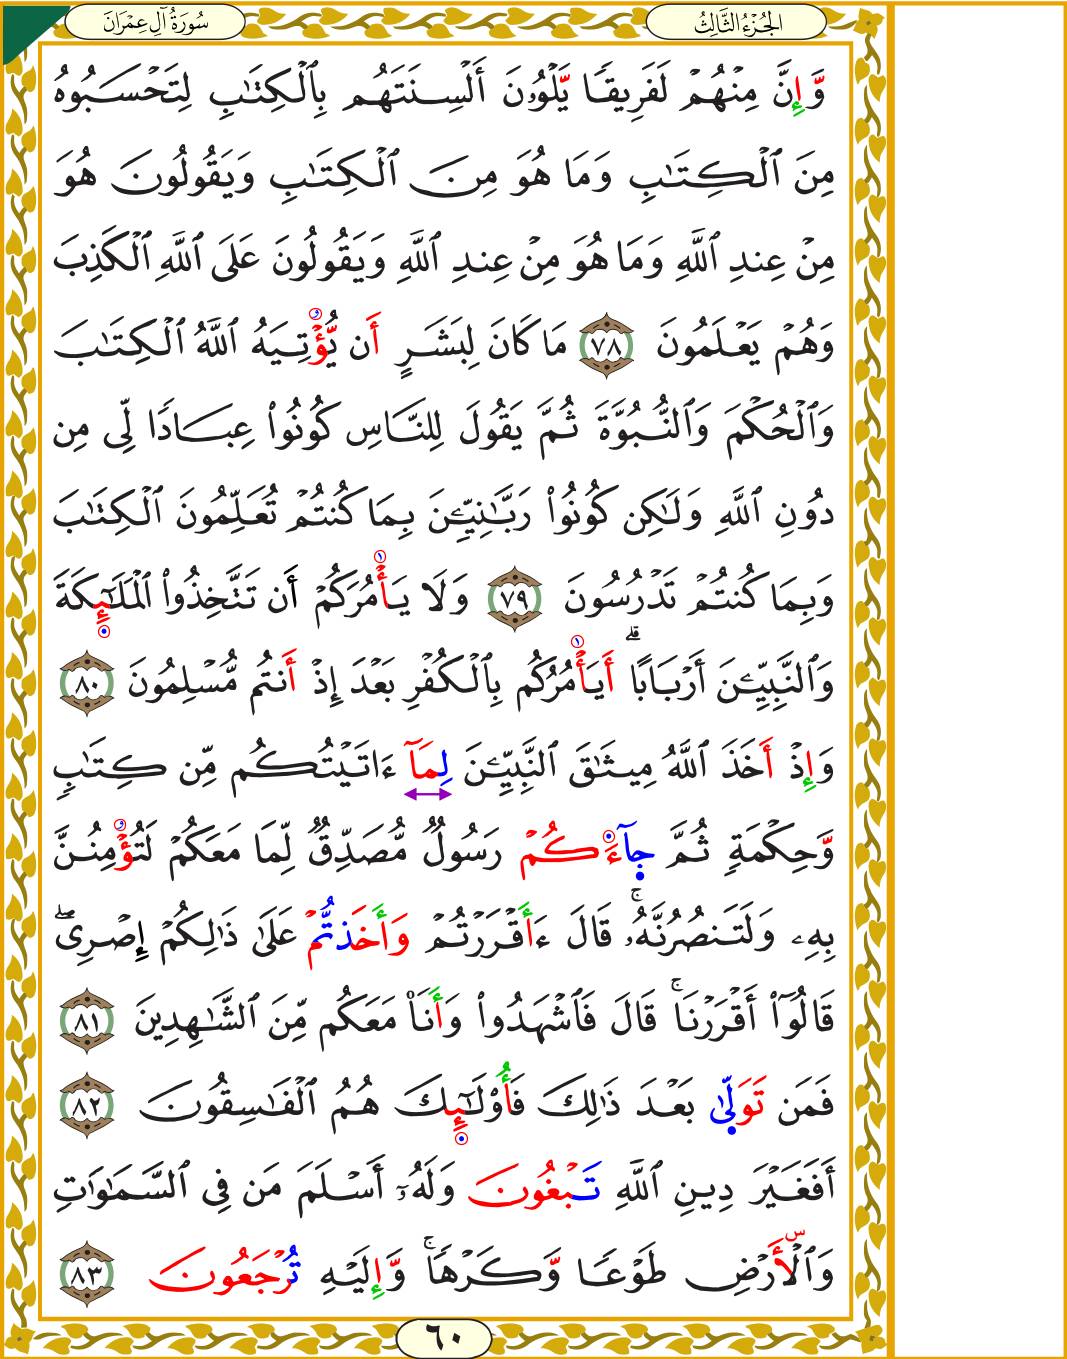 سُورَةُ آلِ عِمْرَانَ
الجُزْءُ الثَّالِثُ
وَّإِنَّ مِنْهُمْ لَفَرِيقًا يَّلْوُۥنَ أَلْسِنَتَهُم بِٱلْكِتَٰبِ لِتَحْسَبُوهُ
مِنَ ٱلْكِتَٰبِ وَمَا هُوَ مِنَ ٱلْكِتَٰبِ وَيَقُولُونَ هُوَ
مِنْ عِندِ ٱللَّهِ وَمَا هُوَ مِنْ عِندِ ٱللَّهِ وَيَقُولُونَ عَلَى ٱللَّهِ ٱلْكَذِبَ
وَهُمْ يَعْلَمُونَ ٧٨ مَا كَانَ لِبَشَرٍ أَن يُّؤْتِيَهُ ٱللَّهُ ٱلْكِتَٰبَ
وَٱلْحُكْمَ وَٱلنُّبُوَّةَ ثُمَّ يَقُولَ لِلنَّاسِ كُونُوا۟ عِبَادًا لِّى مِن
دُونِ ٱللَّهِ وَلَٰكِن كُونُوا۟ رَبَّٰنِيِّۦنَ بِمَا كُنتُمْ تُعَلِّمُونَ ٱلْكِتَٰبَ
وَبِمَا كُنتُمْ تَدْرُسُونَ ٧٩ وَلَا يَأْمُرَكُمْ أَن تَتَّخِذُوا۟ ٱلْمَلَٰٓئِكَةَ
وَٱلنَّبِيِّۦنَ أَرْبَابًا ۗ أَيَأْمُرُكُم بِٱلْكُفْرِ بَعْدَ إِذْ أَنتُم مُّسْلِمُونَ ٨٠
وَإِذْ أَخَذَ ٱللَّهُ مِيثَٰقَ ٱلنَّبِيِّۦنَ لِمَآ ءَاتَيْتُكُم مِّن كِتَٰبٍ
وَّحِكْمَةٍ ثُمَّ جِآءَكُمْ رَسُولٌ مُّصَدِّقٌ لِّمَا مَعَكُمْ لَتُؤْمِنُنَّ
بِهِۦ وَلَتَنصُرُنَّهُۥ ۚ قَالَ ءَأَقْرَرْتُمْ وَأَخَذتُّمْ عَلَىٰ ذَٰلِكُمْ إِصْرِى ۖ
قَالُوٓا۟ أَقْرَرْنَا ۚ قَالَ فَٱشْهَدُوا۟ وَأَنَا۠ مَعَكُم مِّنَ ٱلشَّٰهِدِينَ ٨١
فَمَن تَوَلِّىٰ بَعْدَ ذَٰلِكَ فَأُو۟لَٰٓئِكَ هُمُ ٱلْفَٰسِقُونَ ٨٢
أَفَغَيْرَ دِينِ ٱللَّهِ تَبْغُونَ وَلَهُۥٓ أَسْلَمَ مَن فِى ٱلسَّمَٰوَٰتِ
وَٱلْأَرْضِ طَوْعًا وَّكَرْهًا ۚ وَّإِلَيْهِ تُرْجَعُونَ ٨٣
٦٠